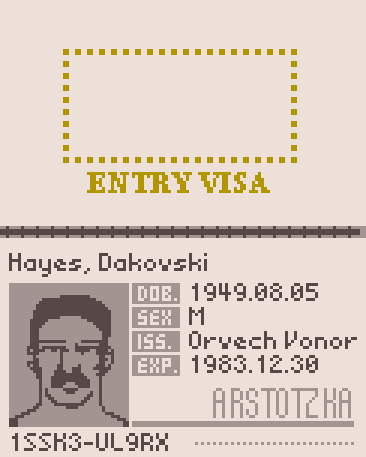 ENTRY VISA
Hayes, Dakovski
DOB. 1949.08.05
SEX M
ISS. Orvech Vonor
EXP. 1983.12.30
ARSTOTZKA
1SSK3-UL9RX